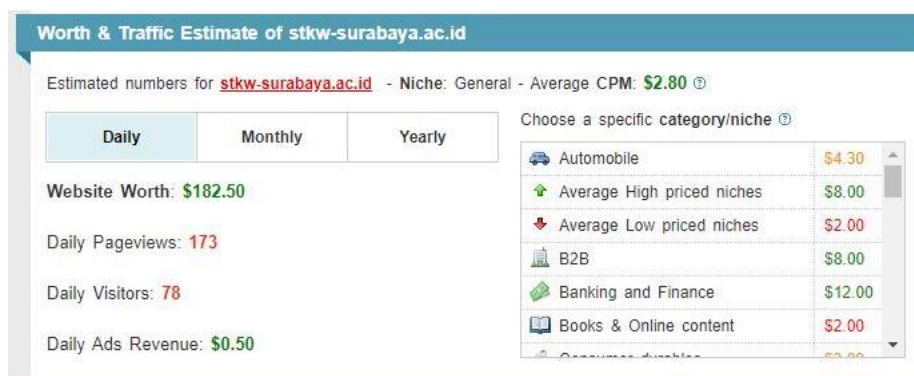 Worth & Traffic Estimate of stkw-surabaya.ac.id
Estimated numbers for stkw-surabaya.ac.id - Niche: General - Average CPM: $2.80
Daily Monthly Yearly
Website Worth: $182.50
Daily Pageviews: 173
Daily Visitors: 78
Daily Ads Revenue: $0.50
Choose a specific category/niche
Automobile $4.30
Average High priced niches $8.00
Average Low priced niches $2.00
B2B $8.00
Banking and Finance $12.00
Books & Online content $2.00